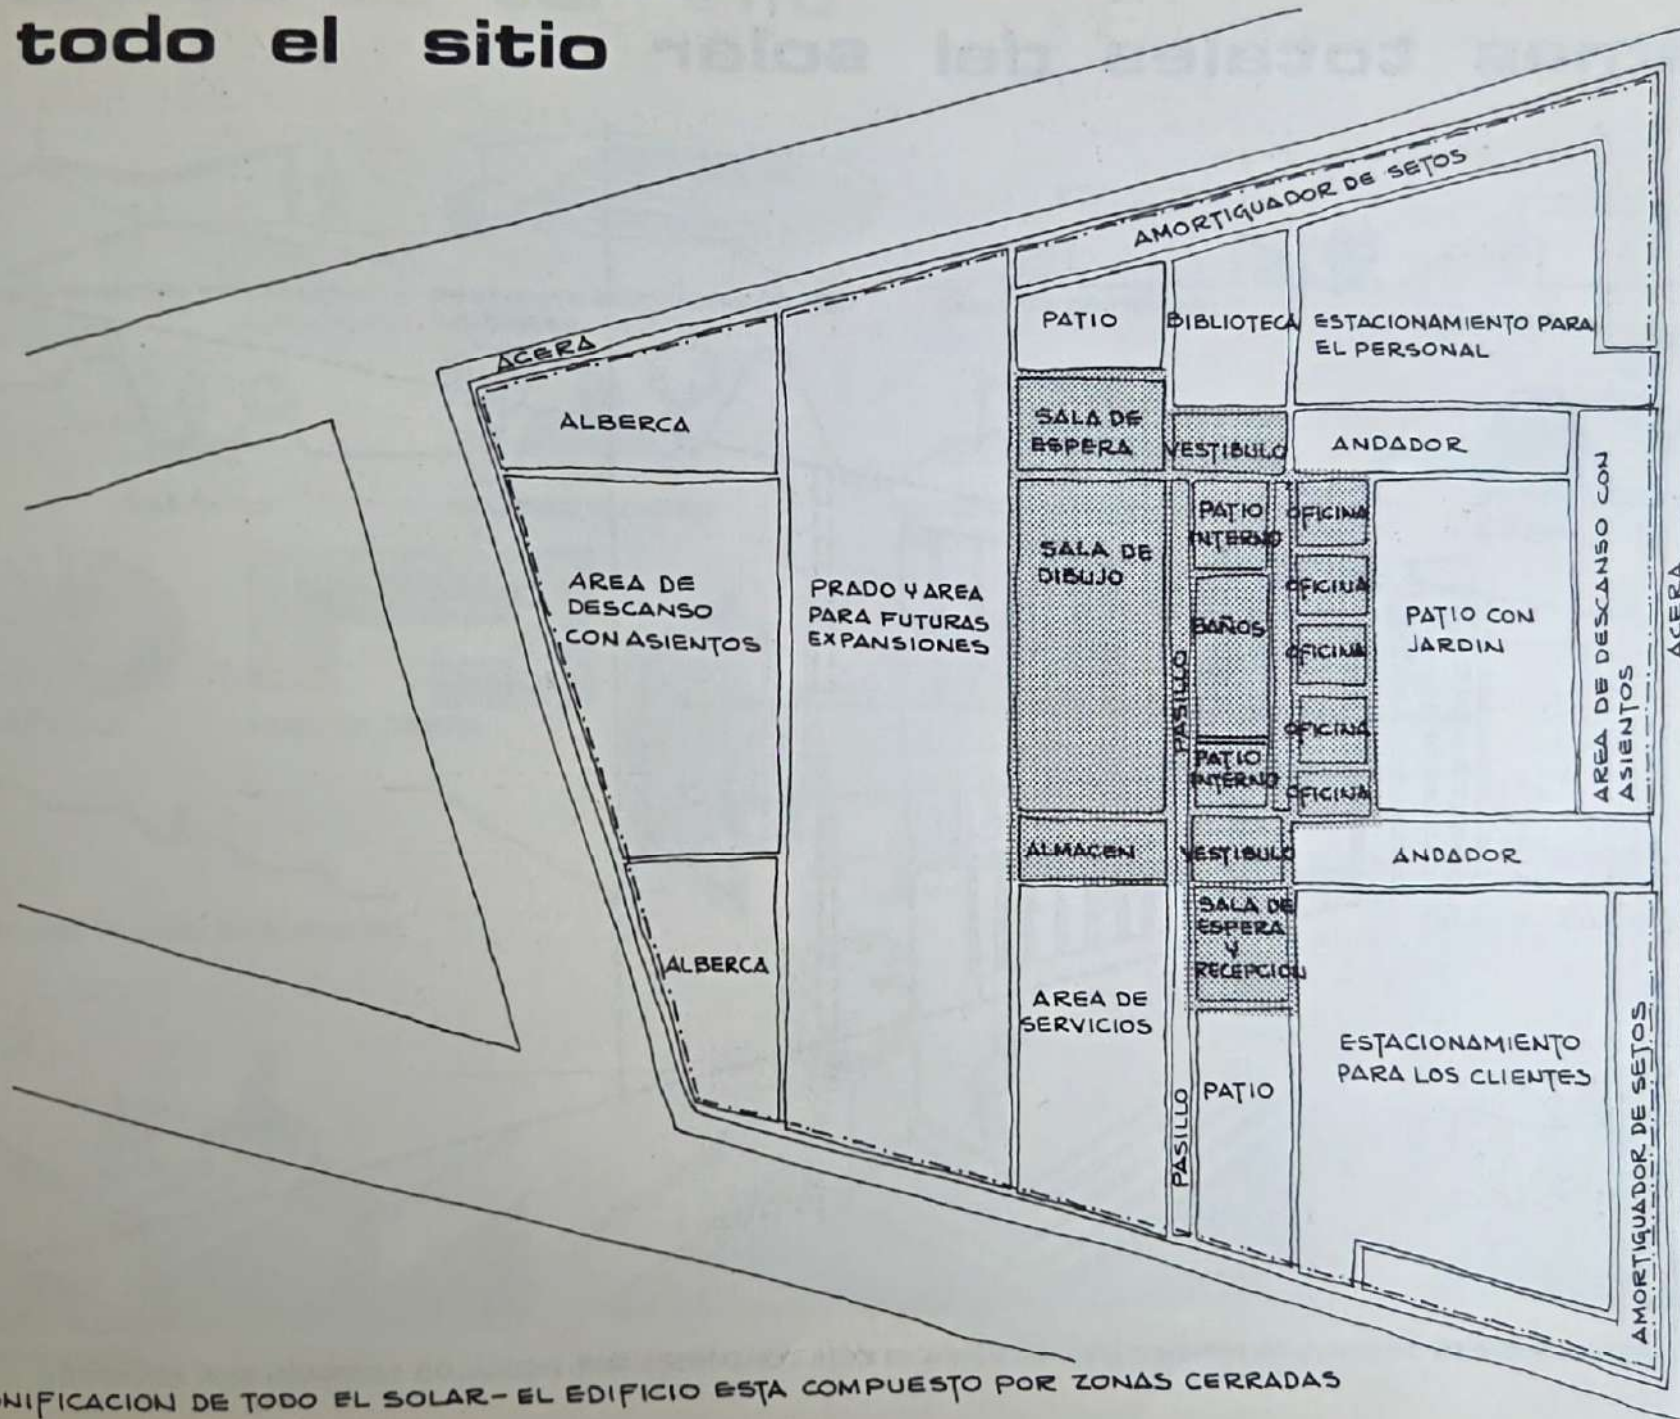 todo el sitio
ACERA
AMORTIGUADOR DE SETOS
PATIO
BIBLIOTECA
ESTACIONAMIENTO PARA
EL PERSONAL
ALBERCA
SALA DE
ESPERA
VESTIBULO
ANDADOR
AREA DE DESCANSO CON
ASIENTOS
ACERA
AREA DE
DESCANSO
CON ASIENTOS
PRADO Y AREA
PARA FUTURAS
EXPANSIONES
SALA DE
DIBUJO
PASILLO
PATIO
INTERNO
BAÑOS
PATIO
INTERNO
OFICINA
OFICINA
OFICINA
OFICINA
OFICINA
PATIO CON
JARDIN
ALMACEN
VESTIBULO
ANDADOR
ALBERCA
AREA DE
SERVICIOS
SALA DE
ESPERA
Y
RECEPCION
PASILLO
PATIO
ESTACIONAMIENTO
PARA LOS CLIENTES
AMORTIGUADOR DE SETOS
ONIFICACION DE TODO EL SOLAR - EL EDIFICIO ESTA COMPUESTO POR ZONAS CERRADAS